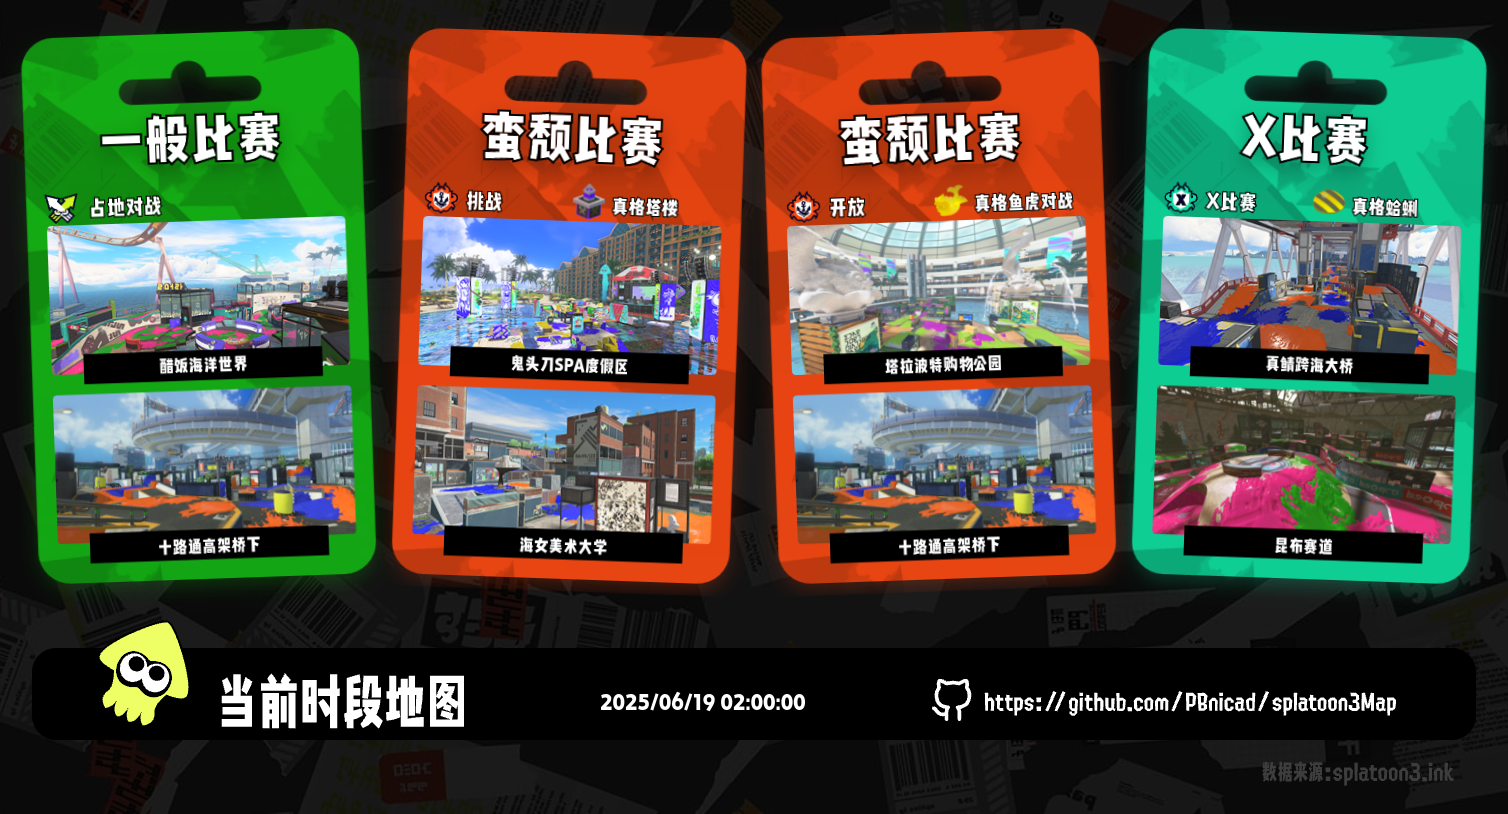 一般比赛
占地对战
醋饭海洋世界
十路通高架桥下
蛮颓比赛
挑战
真格塔楼
鬼头刀SPA度假区
海女美术大学
蛮颓比赛
开放
真格鱼虎对战
塔拉波特购物公园
十路通高架桥下
X比赛
X比赛
真格蛤蜊
真鲭跨海大桥
昆布赛道
当前时段地图
2025/06/19 02:00:00
https://github.com/PBnicad/splatoon3Map
数据来源:splatoon3.ink